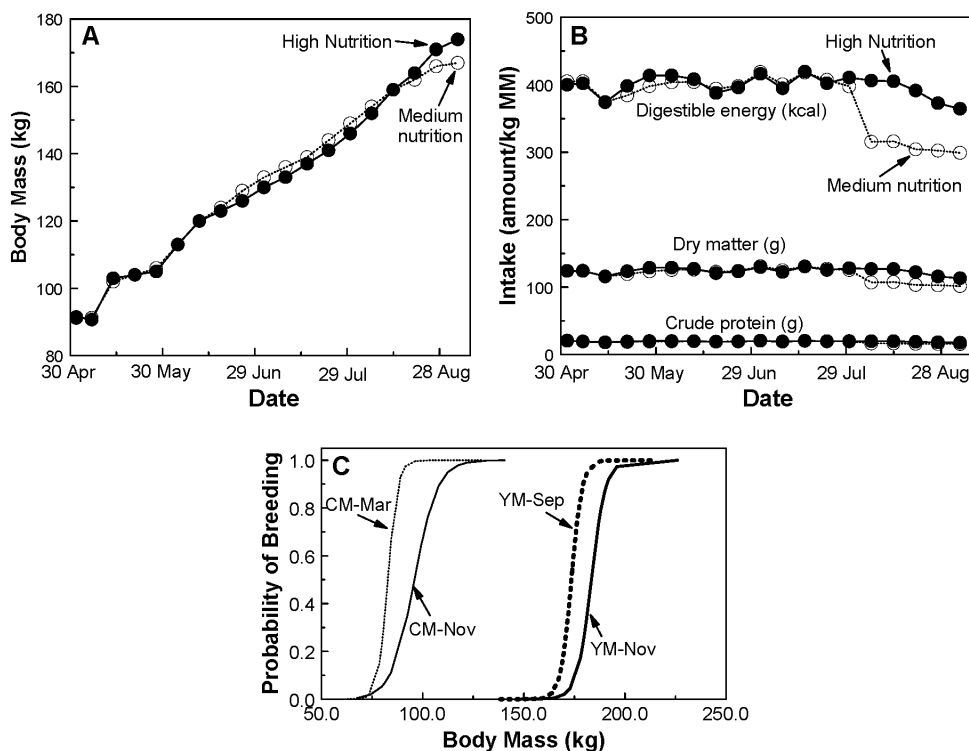 A
High Nutrition
Medium
nutrition
Body Mass (kg)
180
160
140
120
100
80
30 Apr
30 May
29 Jun
29 Jul
28 Aug
Date
B
High Nutrition
Digestible energy (kcal)
Medium nutrition
Dry matter (g)
Crude protein (g)
Intake (amount/kg MM)
500
400
300
200
100
0
30 Apr
30 May
29 Jun
29 Jul
28 Aug
Date
C
CM-Mar
CM-Nov
YM-Sep
YM-Nov
Probability of Breeding
1.0
0.8
0.6
0.4
0.2
0.0
50.0
100.0
150.0
200.0
250.0
Body Mass (kg)